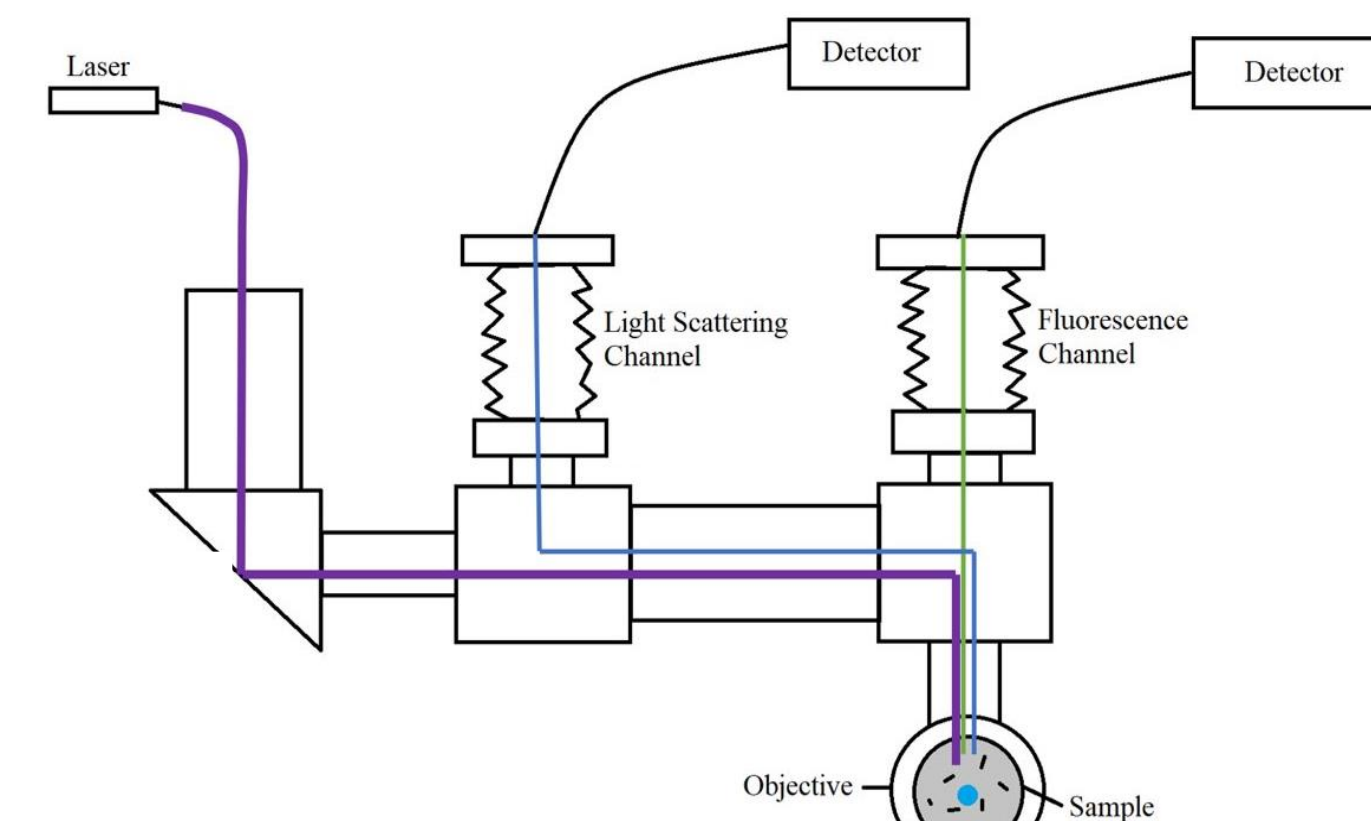 Laser
Detector
Detector
Light Scattering
Channel
Fluorescence
Channel
Objective
Sample